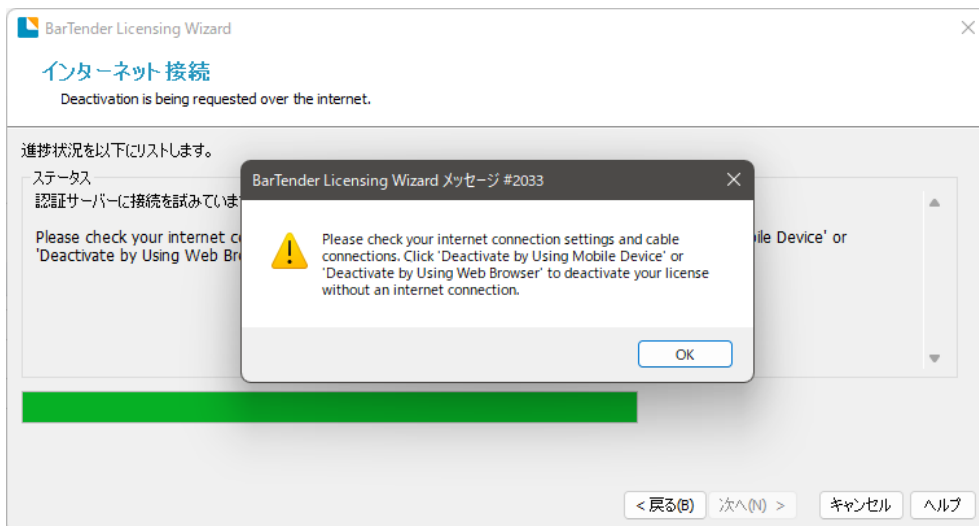 BarTender Licensing Wizard
インターネット接続
Deactivation is being requested over the internet.
進捗状況を以下にリストします。
ステータス
認証サーバーに接続を試みていま
Please check your internet c
ile Device' or
'Deactivate by Using Web Br
BarTender Licensing Wizard メッセージ #2033
Please check your internet connection settings and cable
connections. Click 'Deactivate by Using Mobile Device' or
'Deactivate by Using Web Browser' to deactivate your license
without an internet connection.
OK
< 戻る(B) 次へ(N) > キャンセル ヘルプ